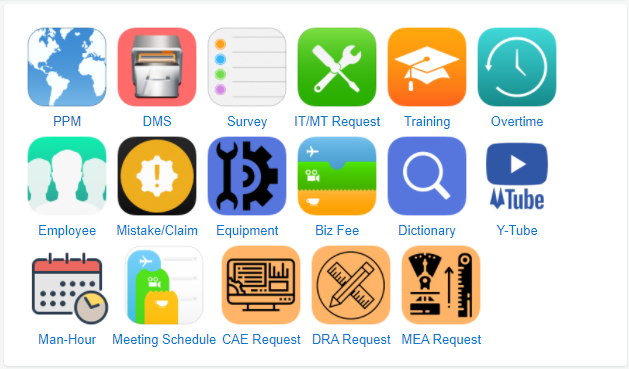 PPM
DMS
Survey
IT/MT Request
Training
Overtime
Employee
Mistake/Claim
Equipment
Biz Fee
Dictionary
Tube
Y-Tube
Man-Hour
Meeting Schedule
CAE Request
DRA Request
MEA Request